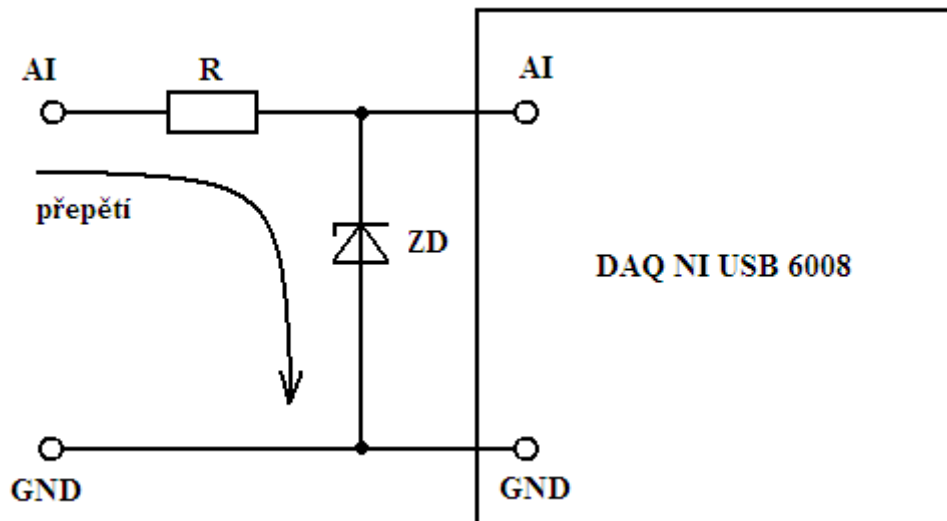 AI
R
AI
přepětí
ZD
DAQ NI USB 6008
GND
GND